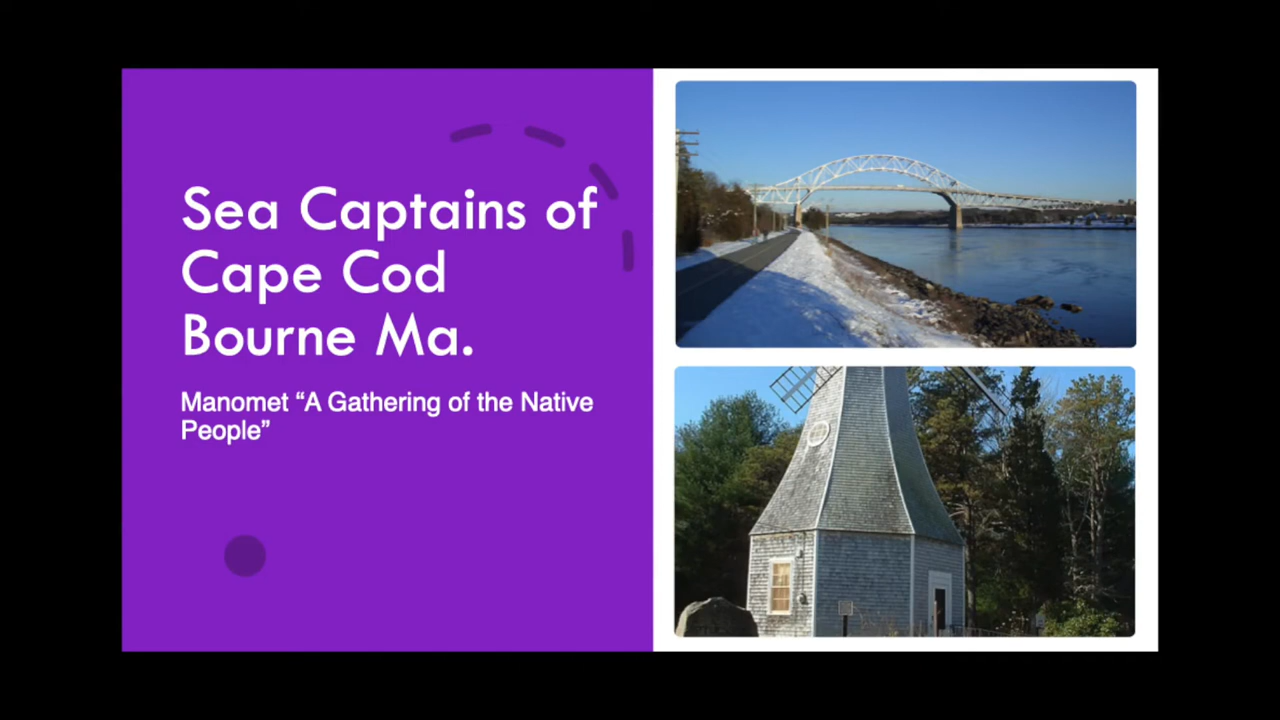 Sea Captains of
Cape Cod
Bourne Ma.
Manomet “A Gathering of the Native
People”